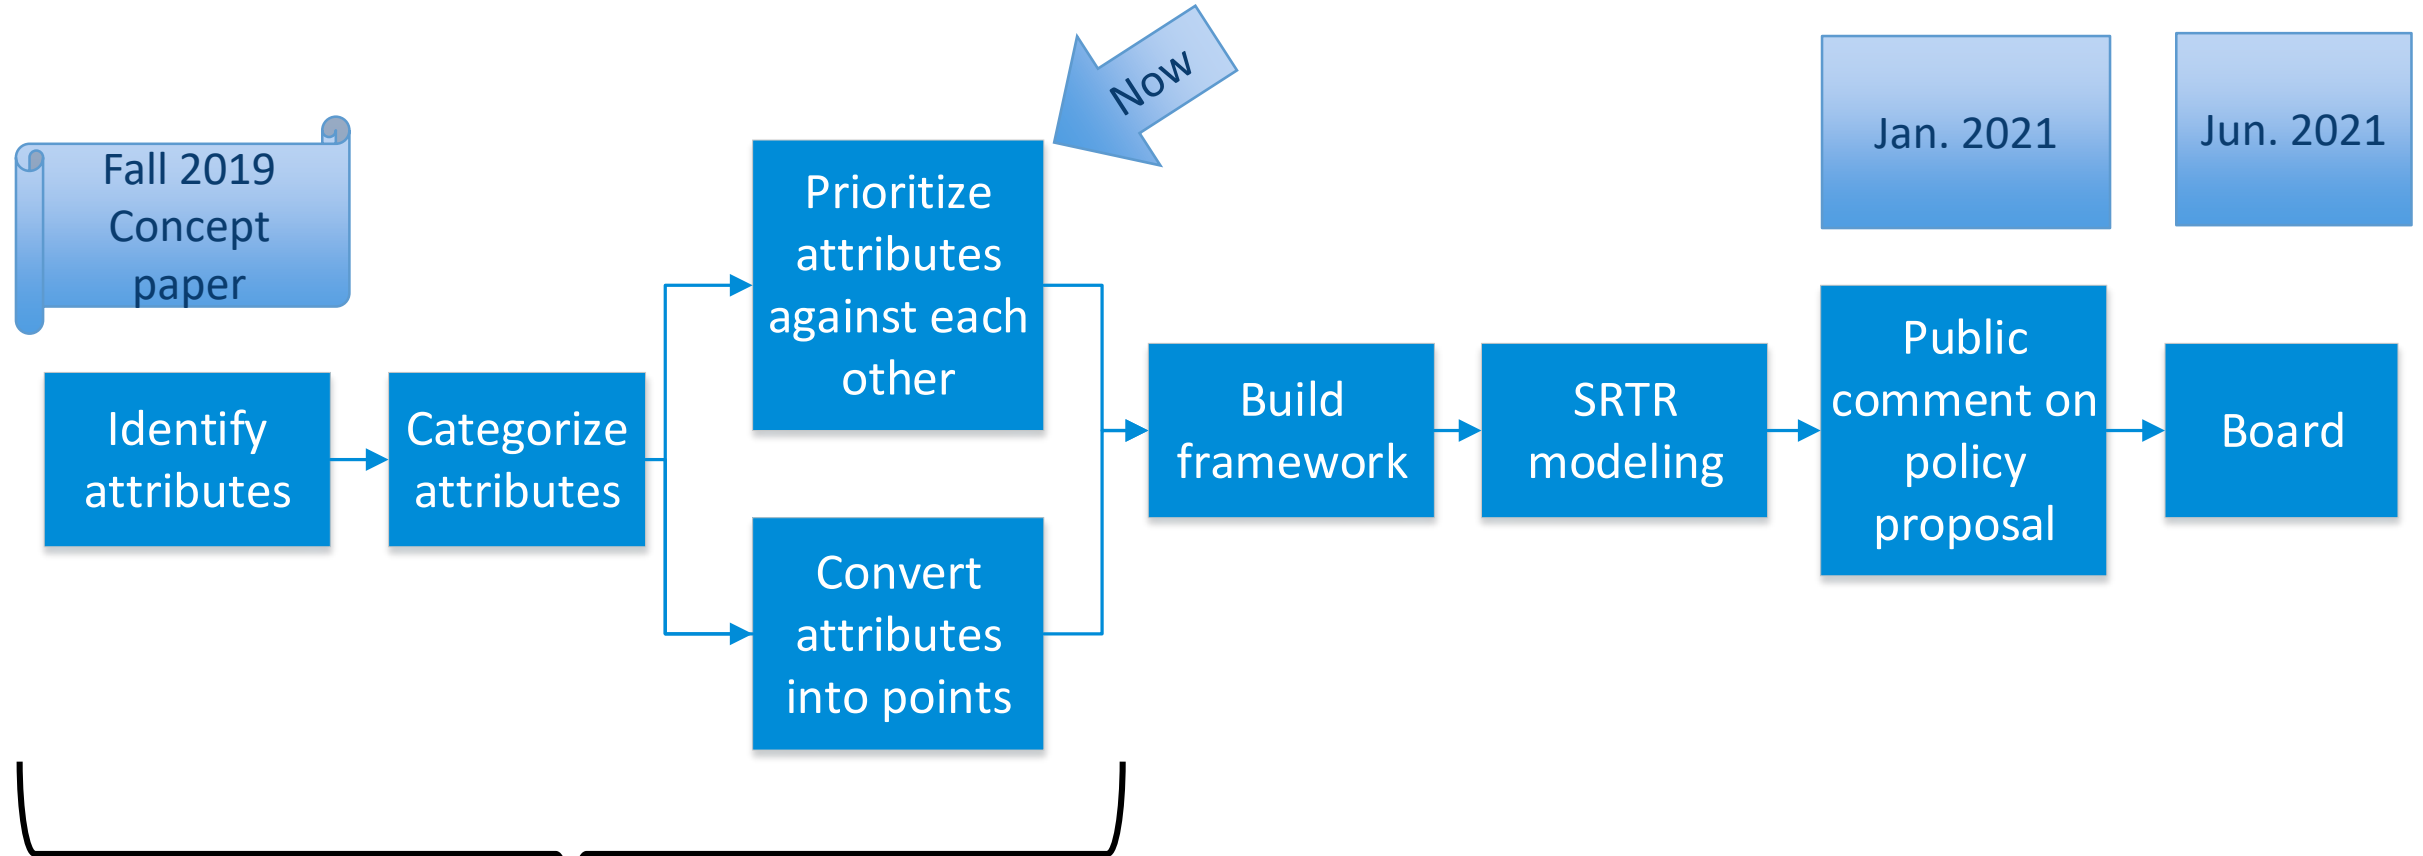 Now
Jan. 2021
Jun. 2021
Fall 2019
Concept
paper
Identify
attributes
Categorize
attributes
Prioritize
attributes
against each
other
Convert
attributes
into points
Build
framework
SRTR
modeling
Public
comment on
policy
proposal
Board